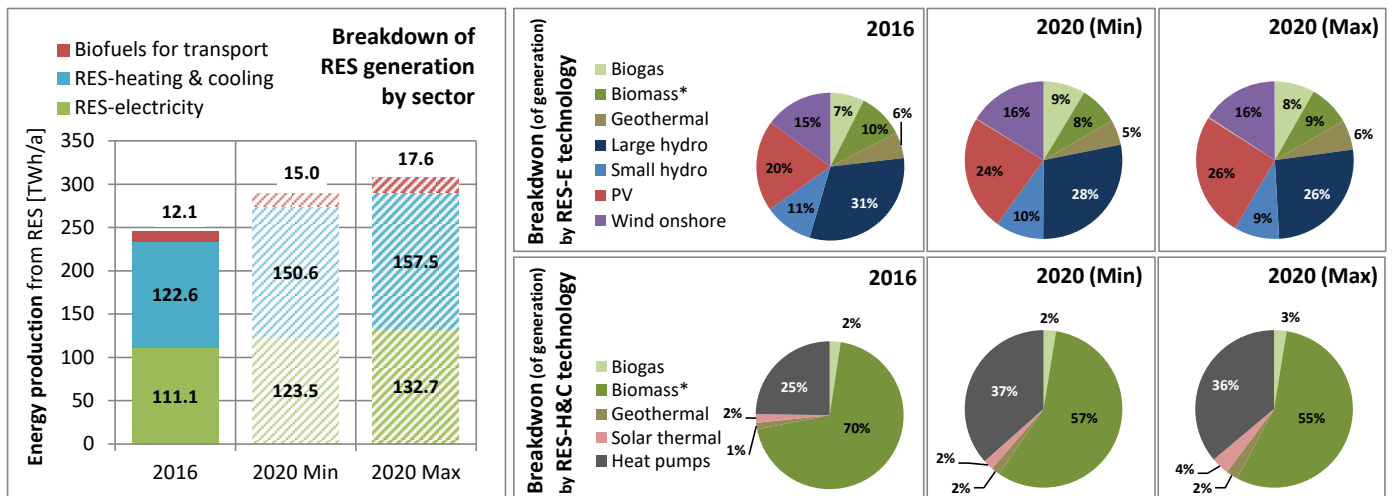 Breakdown of
RES generation
by sector
Biofuels for transport
RES-heating & cooling
RES-electricity
Energy production from RES [TWh/a]
350
300
250
200
150
100
50
0
12.1
122.6
111.1
15.0
150.6
123.5
17.6
157.5
132.7
2016
2020 Min
2020 Max
Breakdwon (of generation)
by RES-E technology
Biogas
Biomass*
Geothermal
Large hydro
Small hydro
PV
Wind onshore
2016
7%
10%
6%
31%
11%
20%
15%
2020 (Min)
9%
8%
5%
28%
10%
24%
16%
2020 (Max)
8%
9%
6%
26%
9%
26%
16%
Breakdwon (of generation)
by RES-H&C technology
Biogas
Biomass*
Geothermal
Solar thermal
Heat pumps
2016
2%
70%
1%
2%
25%
2020 (Min)
2%
57%
2%
2%
37%
2020 (Max)
3%
55%
2%
4%
36%